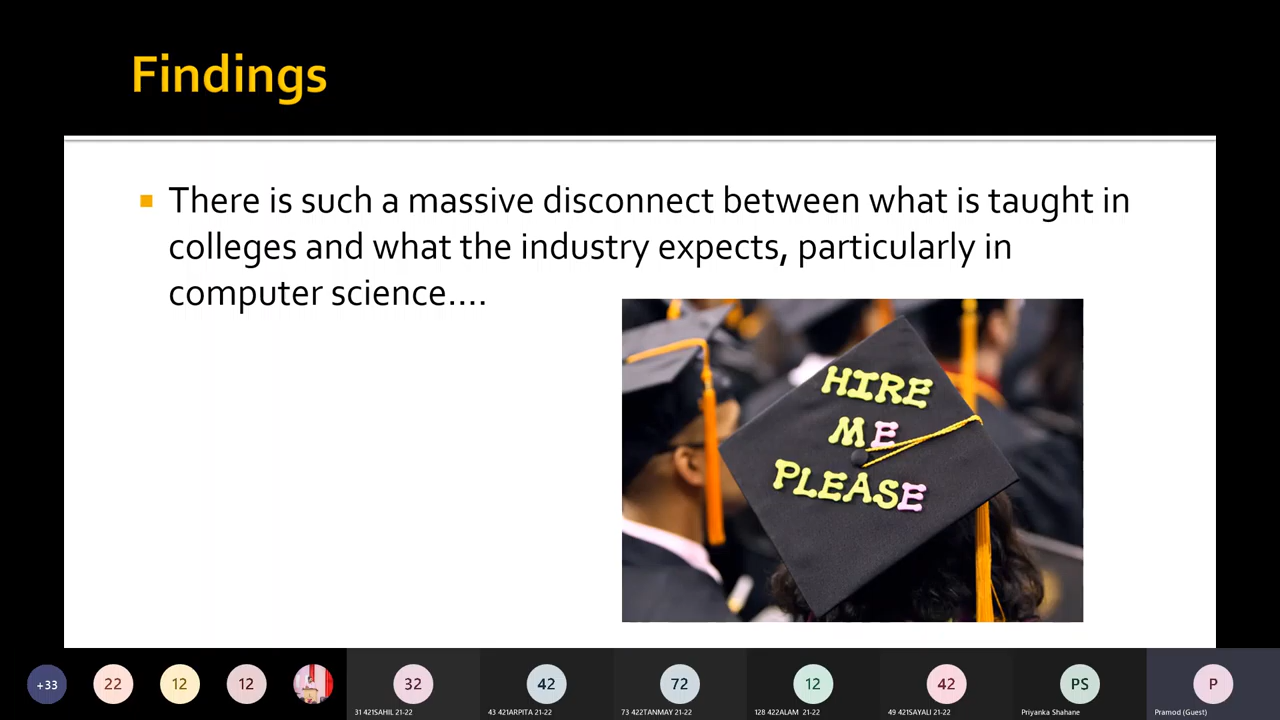 Findings
There is such a massive disconnect between what is taught in
colleges and what the industry expects, particularly in
computer science....
HIRE
ME
PLEASE
+33 22 12 12 32 42 72 12 42 PS P
31 421SAHIL 21-22 43 421ARPITA 21-22 73 422TANMAY 21-22 128 422ALAM 21-22 49 421SAYALI 21-22 Priyanka Shahane Pramod (Guest)